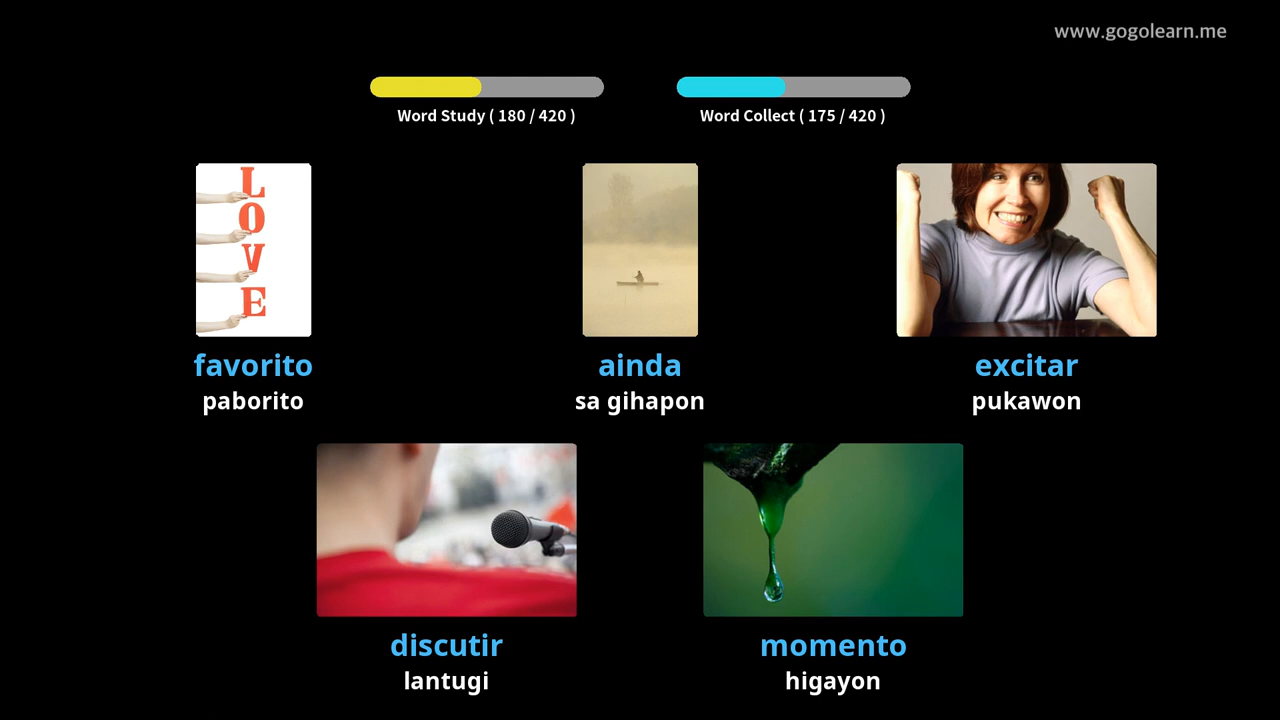 www.gogolearn.me
Word Study ( 180 / 420 )
Word Collect ( 175 / 420 )
L
O
V
E
favorito
paborito
ainda
sa gihapon
excitar
pukawon
discutir
lantugi
momento
higayon